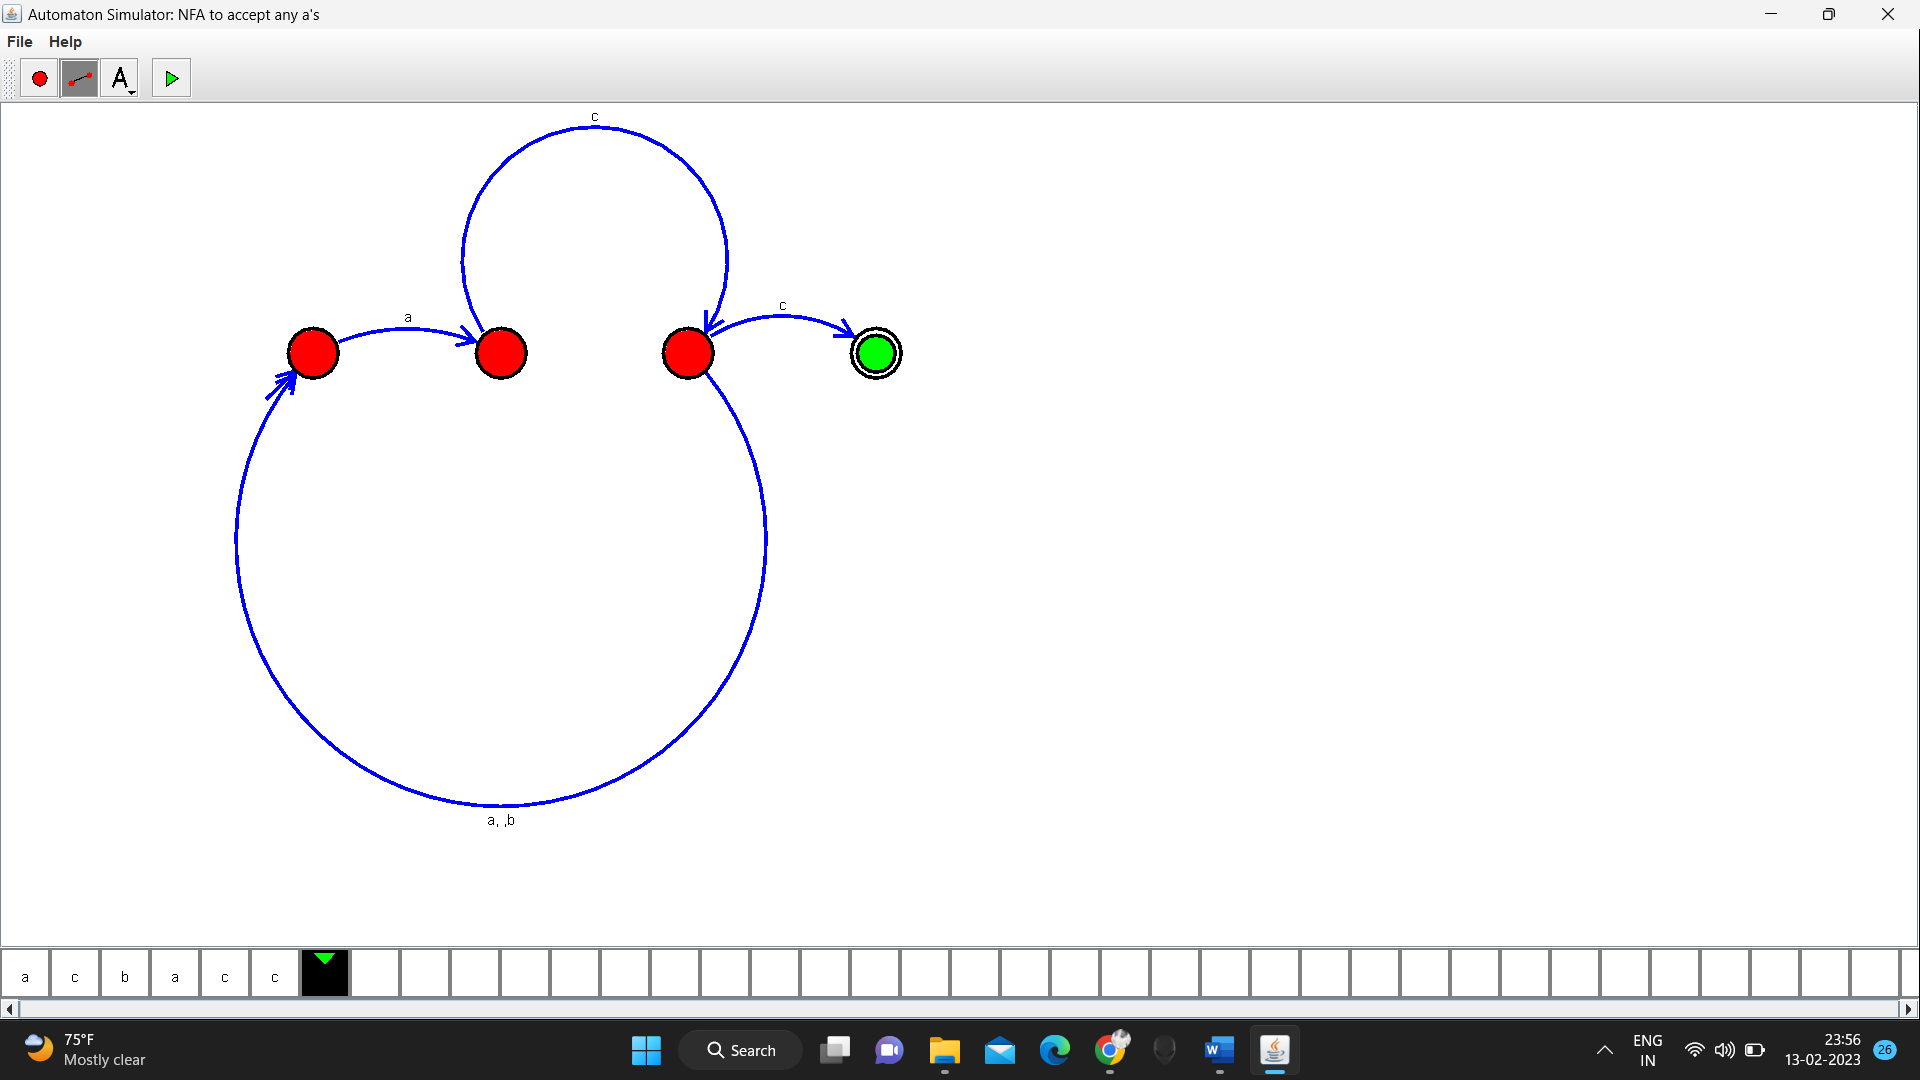 Automaton Simulator: NFA to accept any a's
File Help
A
c
a
c
a, ,b
a c b a c c
75°F
Mostly clear
Search
W
ENG
IN
23:56
13-02-2023
26